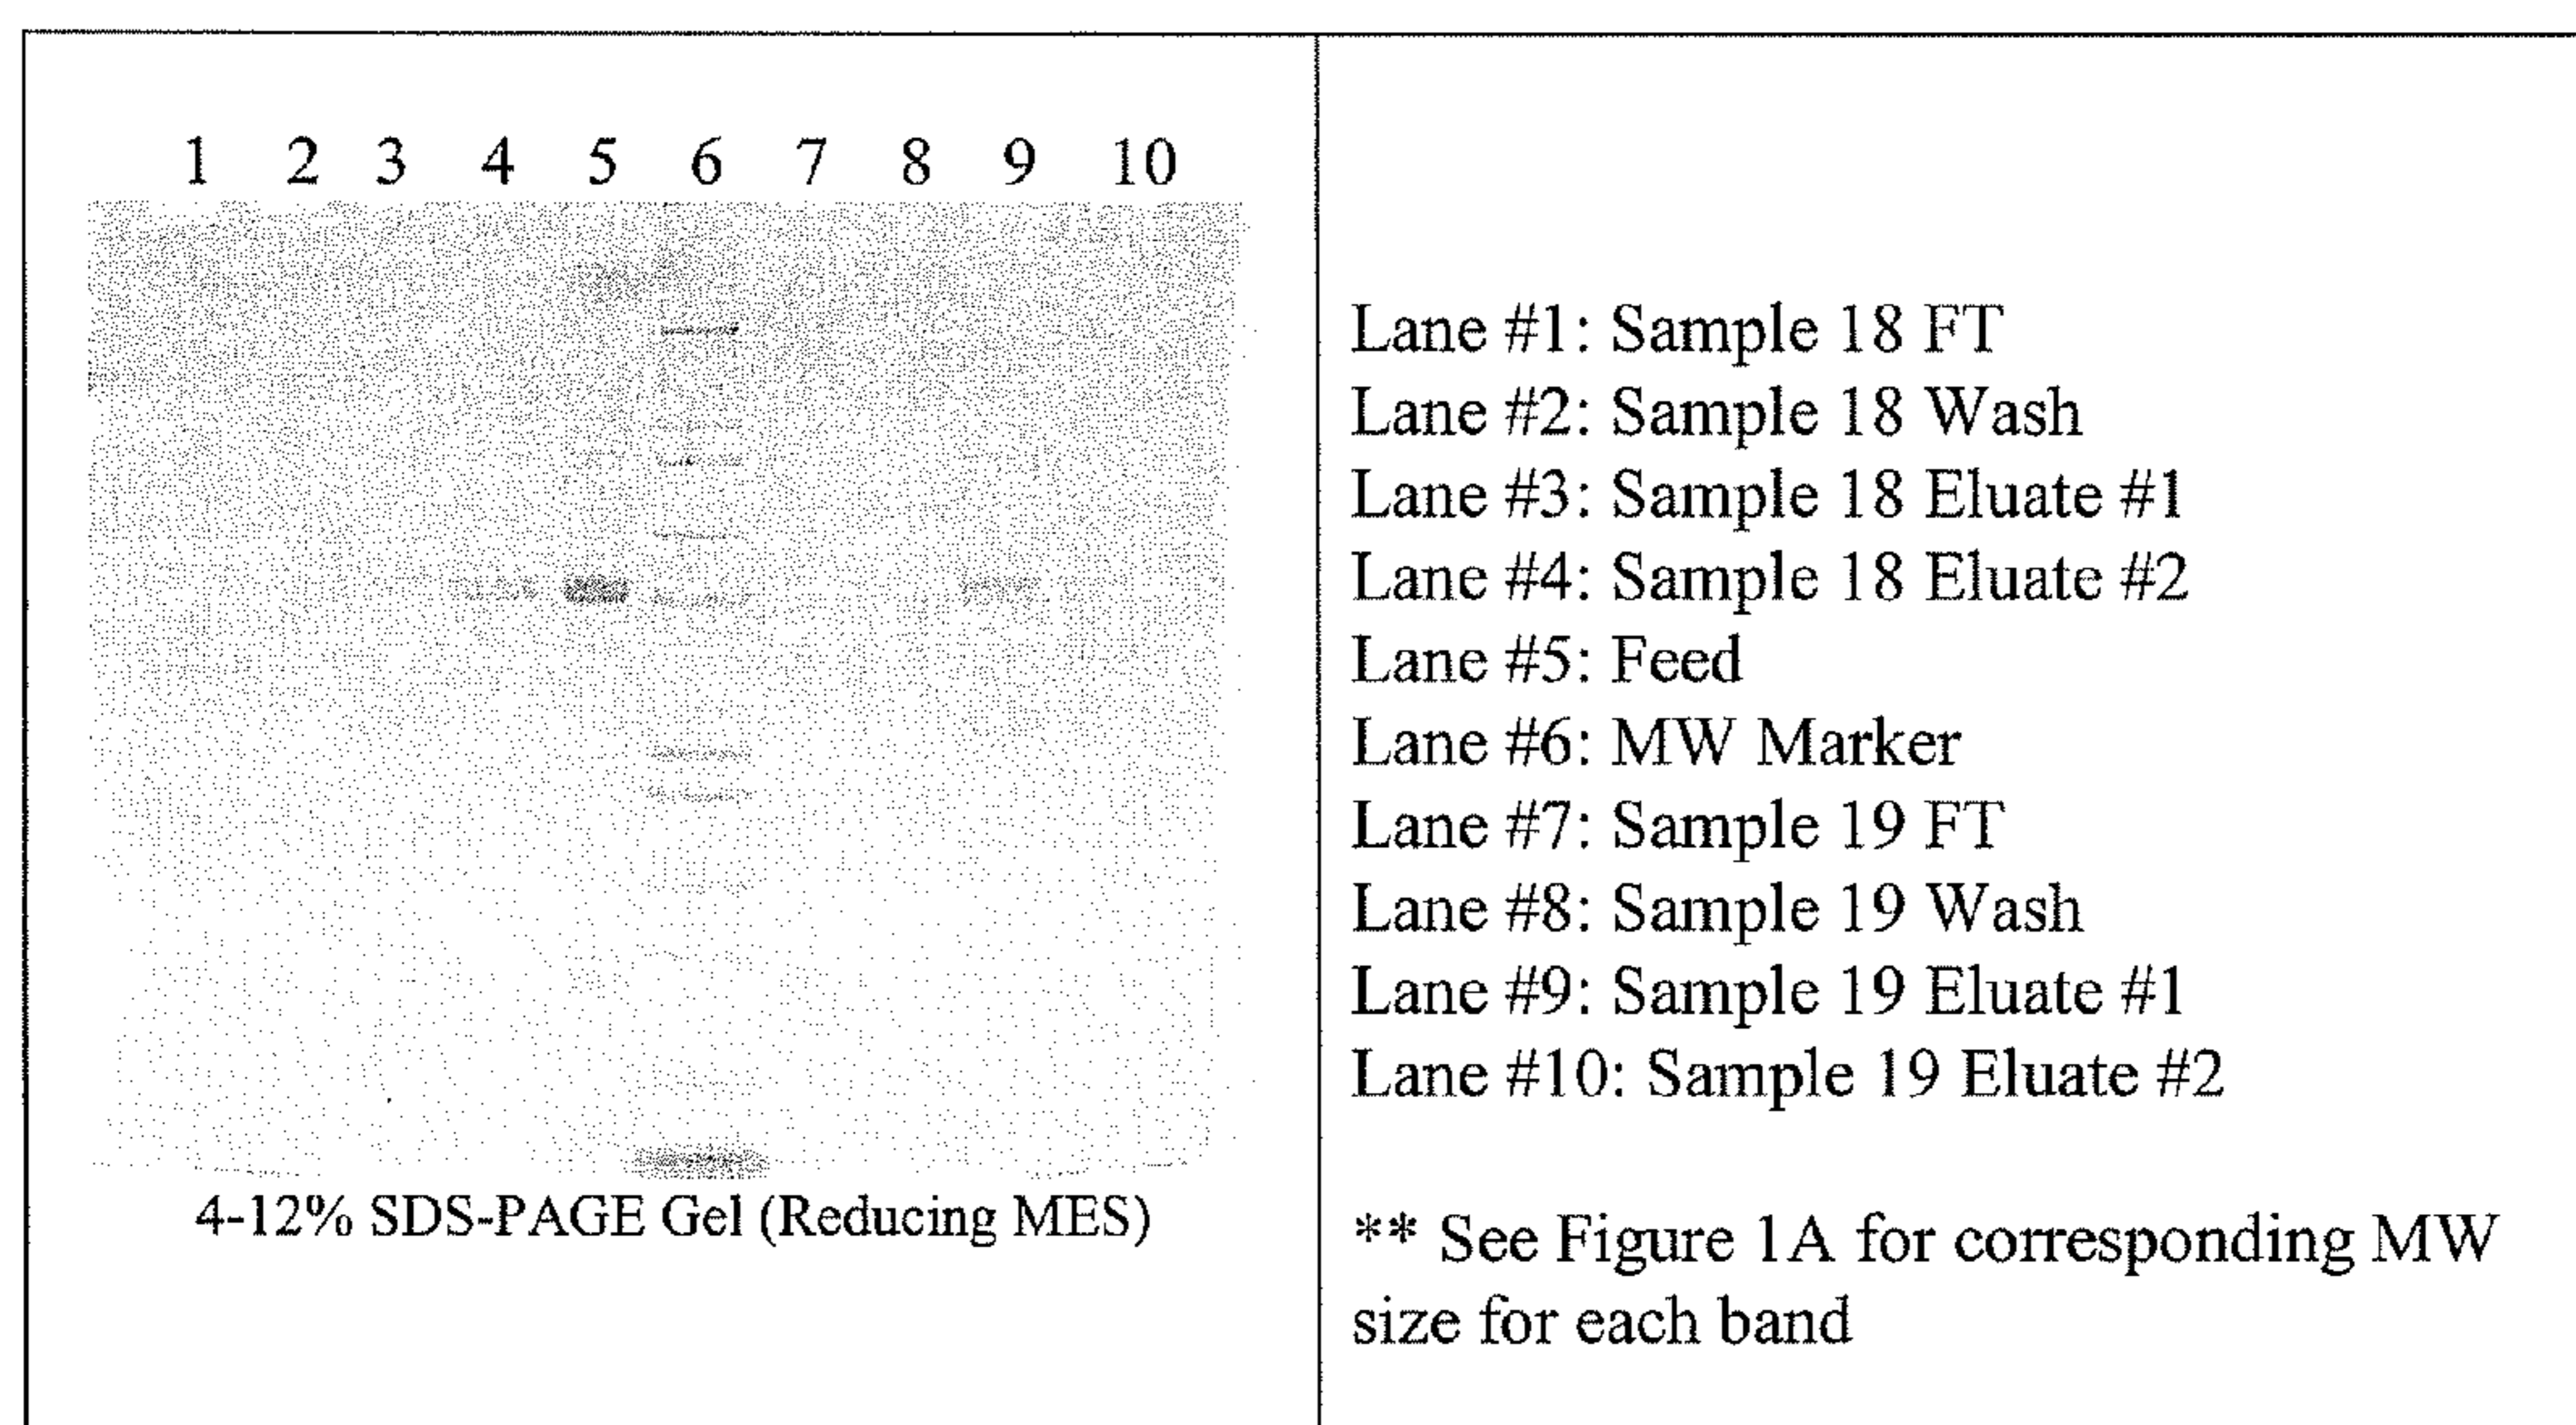 1 2 3 4 5 6 7 8 9 10
4-12% SDS-PAGE Gel (Reducing MES)
Lane #1: Sample 18 FT
Lane #2: Sample 18 Wash
Lane #3: Sample 18 Eluate #1
Lane #4: Sample 18 Eluate #2
Lane #5: Feed
Lane #6: MW Marker
Lane #7: Sample 19 FT
Lane #8: Sample 19 Wash
Lane #9: Sample 19 Eluate #1
Lane #10: Sample 19 Eluate #2
** See Figure 1A for corresponding MW
size for each band